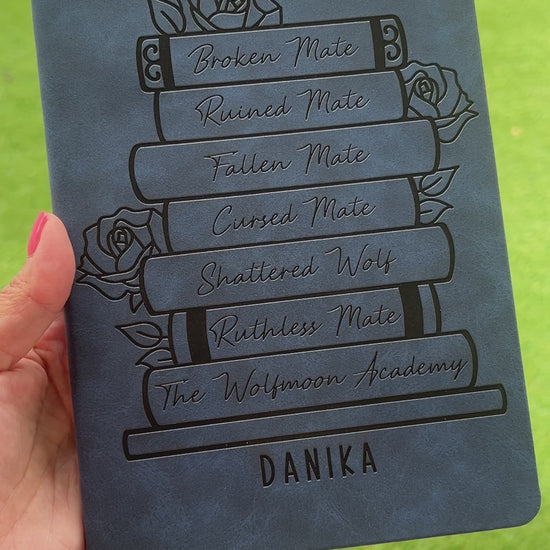 Broken Mate
Ruined Mate
Fallen Mate
Cursed Mate
Shattered Wolf
Ruthless Mate
The Wolfmoon Academy
DANIKA